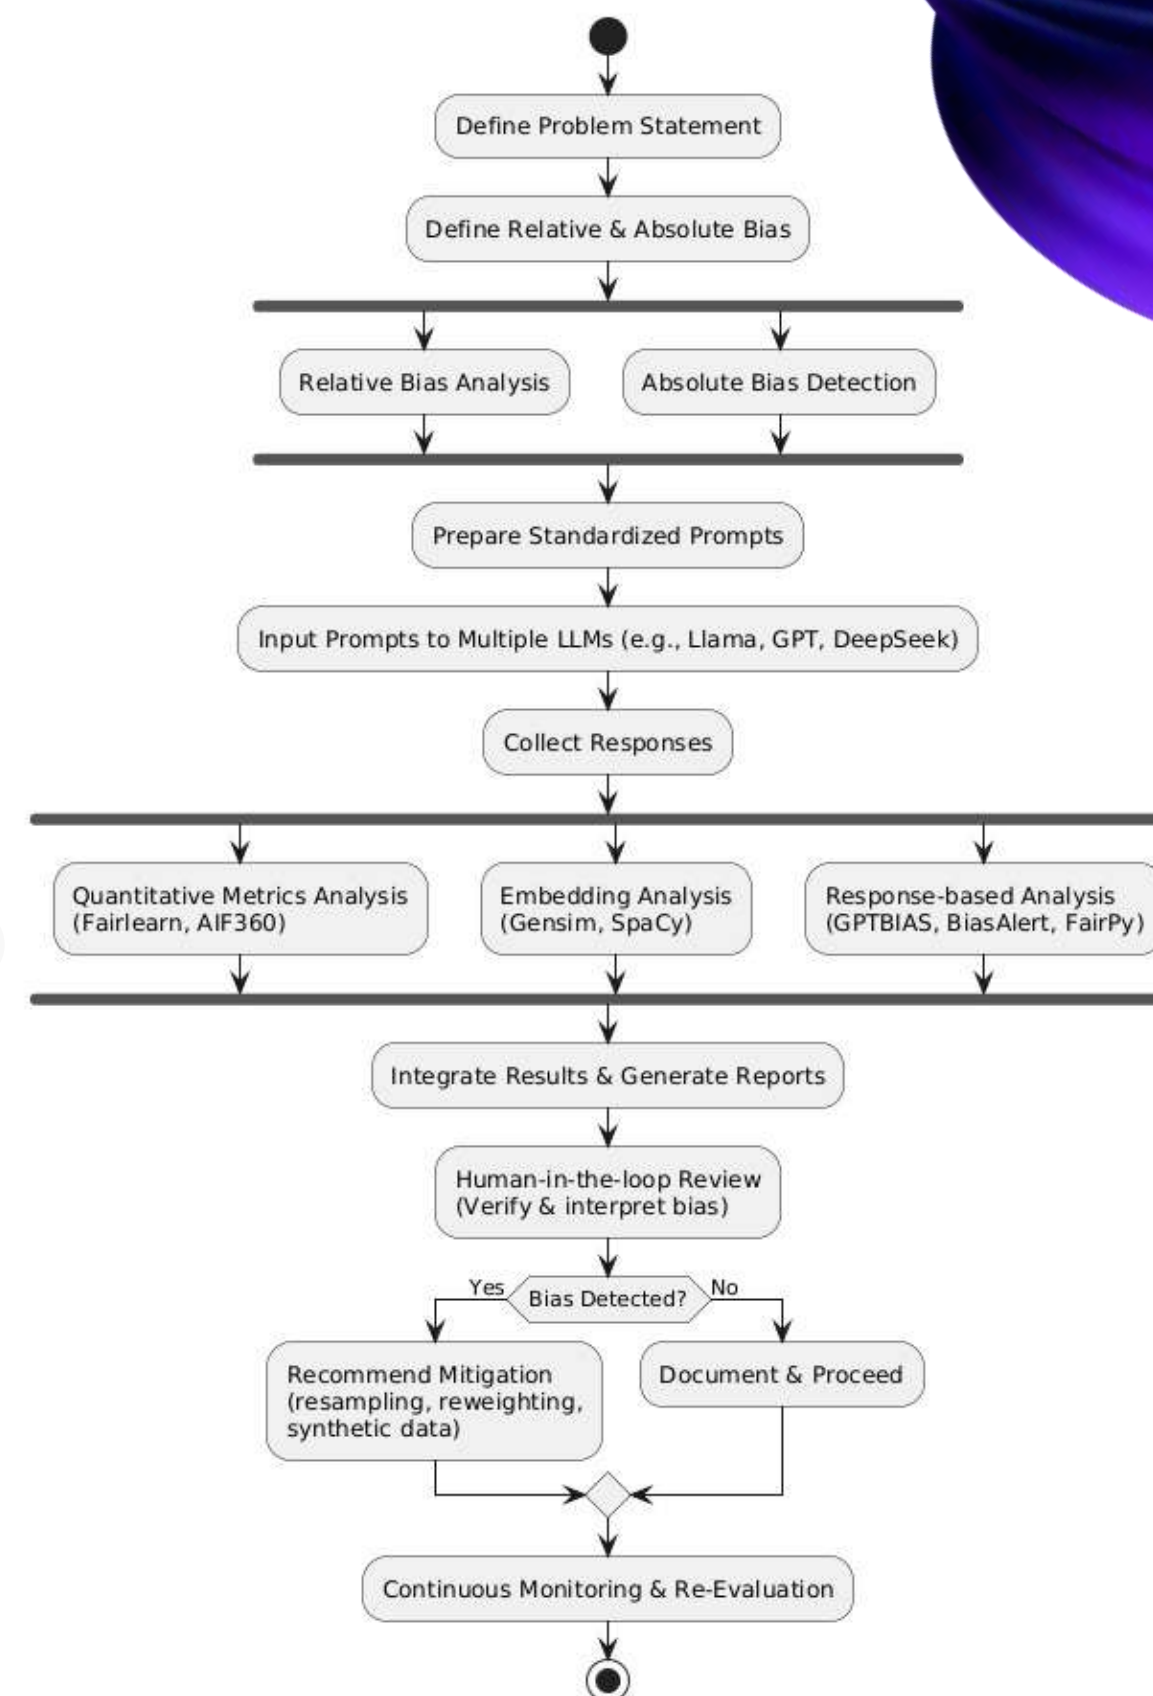 Define Problem Statement
Define Relative & Absolute Bias
Relative Bias Analysis
Absolute Bias Detection
Prepare Standardized Prompts
Input Prompts to Multiple LLMs (e.g., Llama, GPT, DeepSeek)
Collect Responses
Quantitative Metrics Analysis
(Fairlearn, AIF360)
Embedding Analysis
(Gensim, SpaCy)
Response-based Analysis
(GPTBIAS, BiasAlert, FairPy)
Integrate Results & Generate Reports
Human-in-the-loop Review
(Verify & interpret bias)
Yes
Bias Detected?
No
Recommend Mitigation
(resampling, reweighting,
synthetic data)
Document & Proceed
Continuous Monitoring & Re-Evaluation